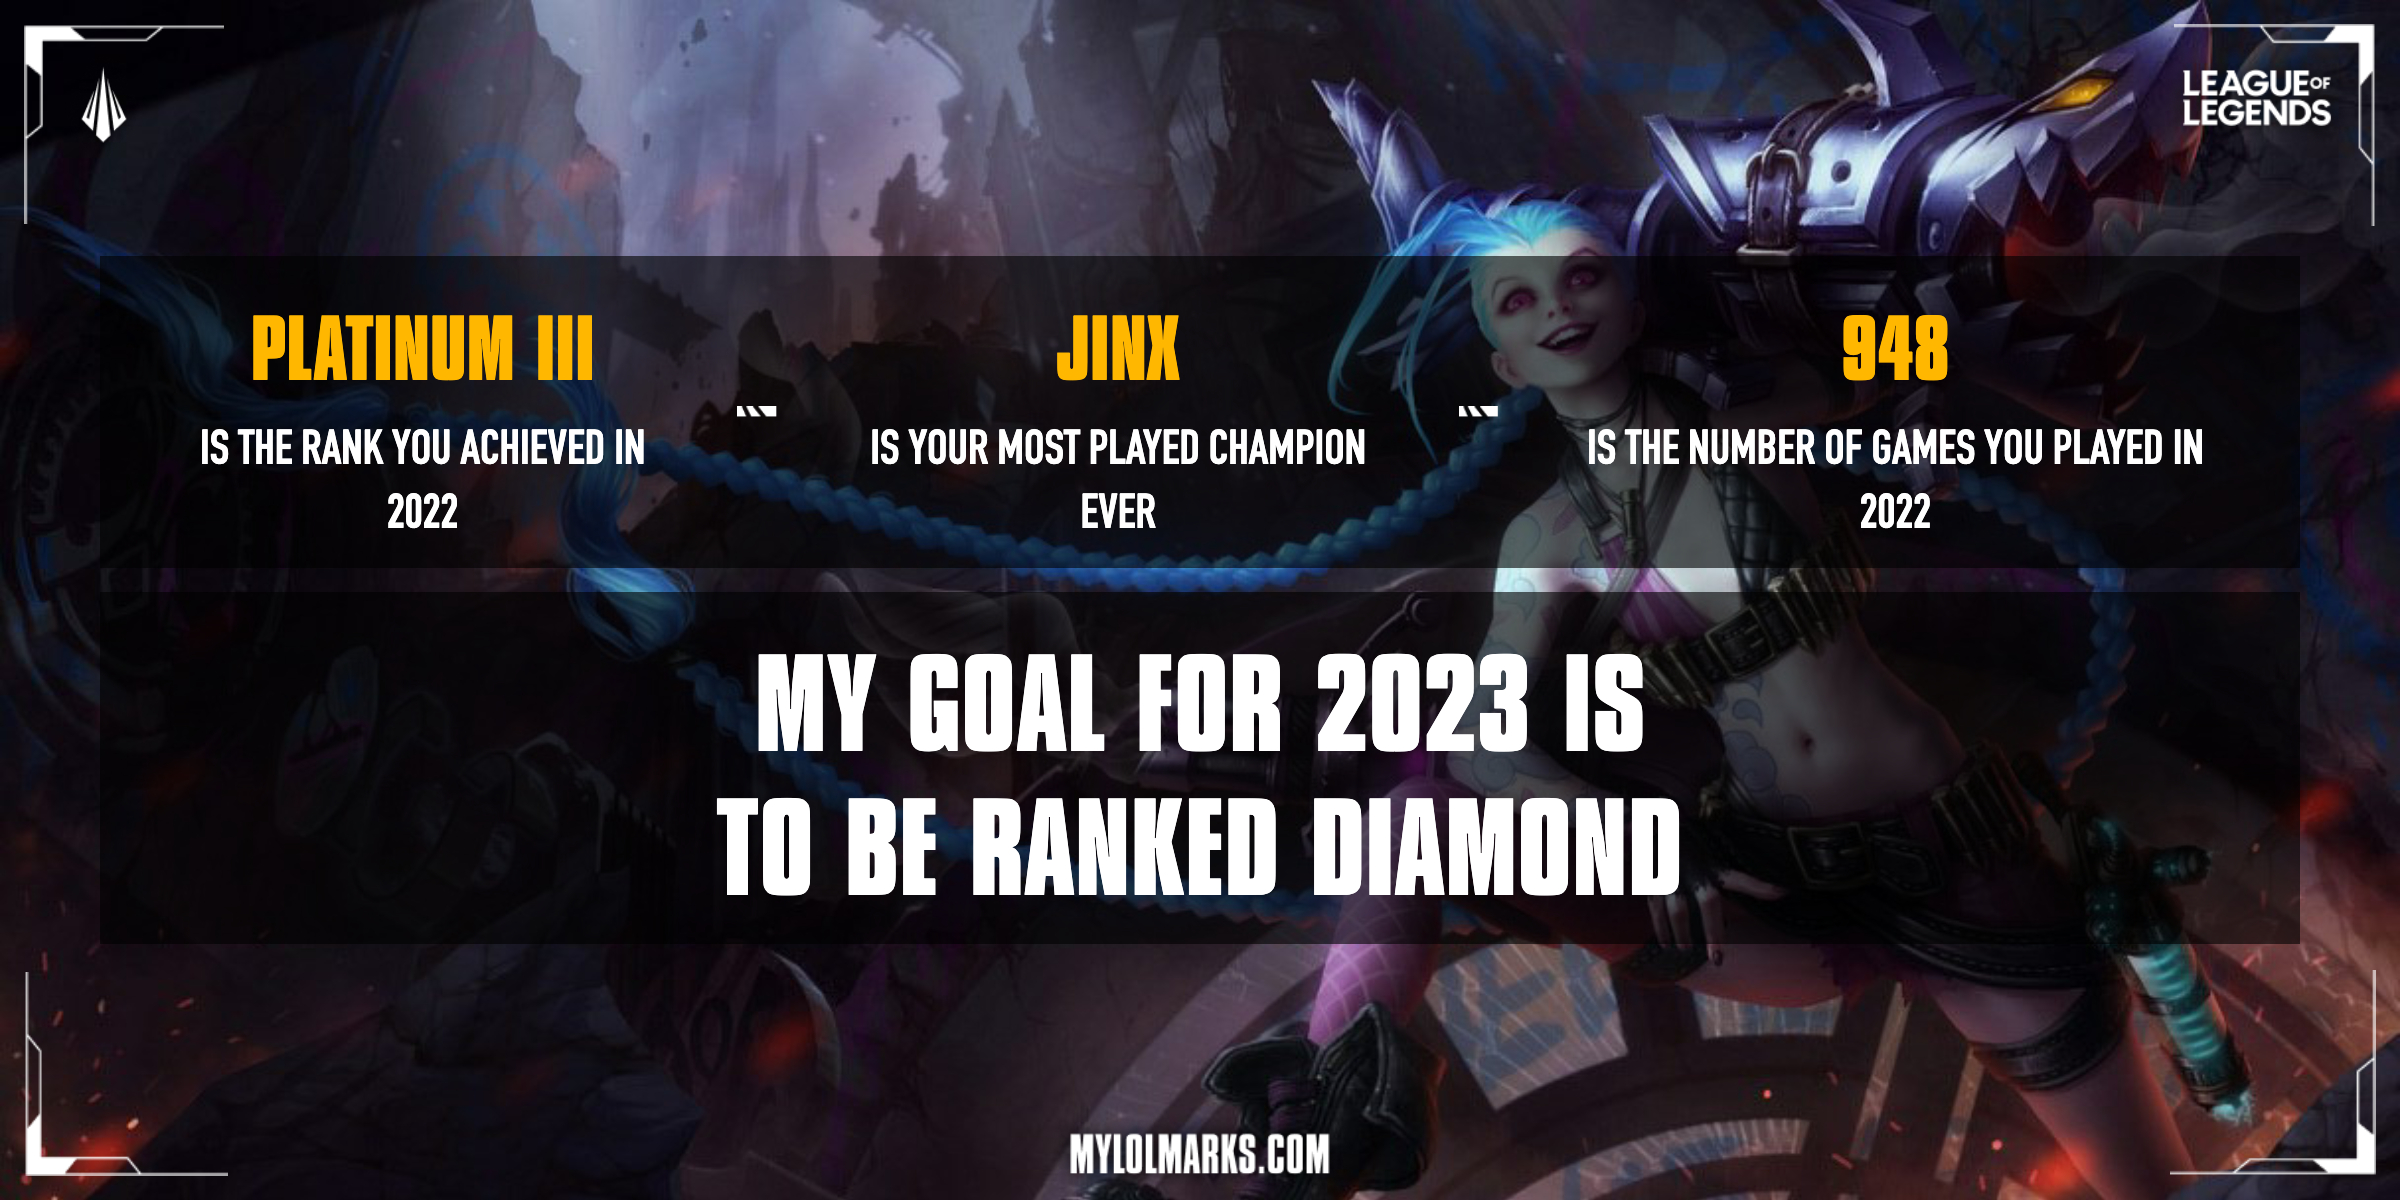 LEAGUE OF
LEGENDS
PLATINUM III
IS THE RANK YOU ACHIEVED IN
2022
JINX
IS YOUR MOST PLAYED CHAMPION
EVER
948
IS THE NUMBER OF GAMES YOU PLAYED IN
2022
MY GOAL FOR 2023 IS
TO BE RANKED DIAMOND
MYLOLMARKS.COM